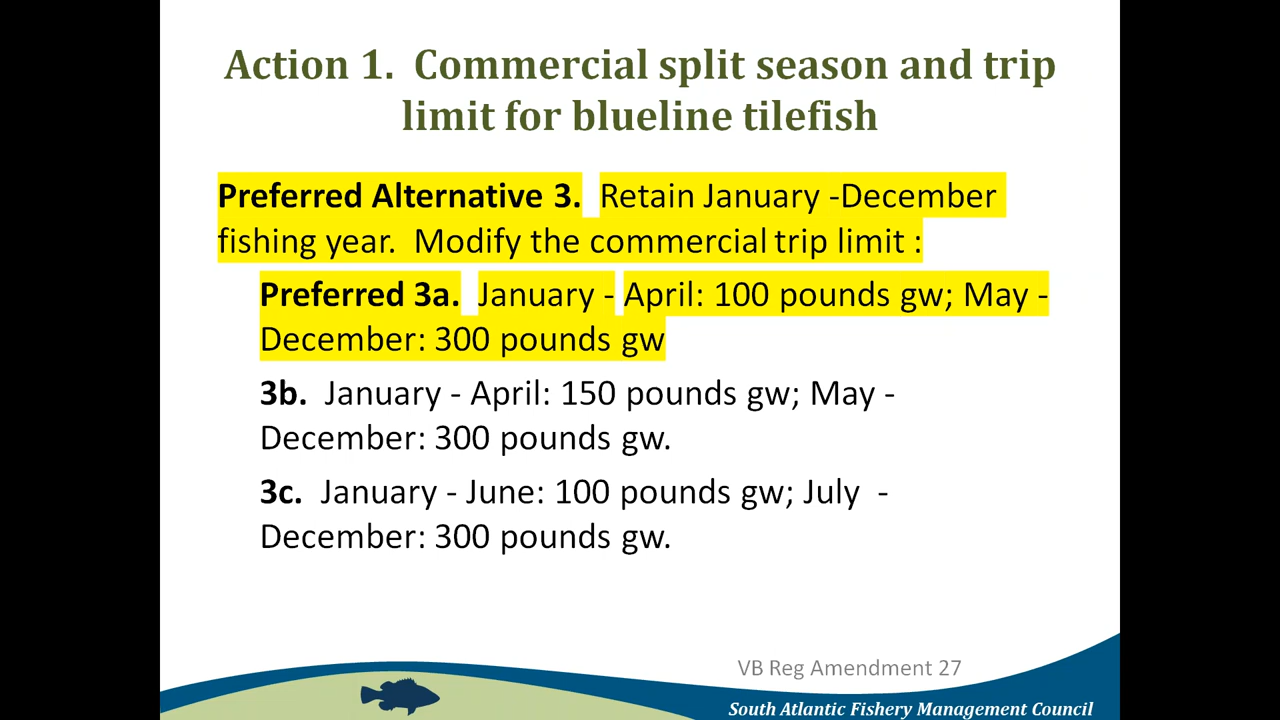 Action 1.  Commercial split season and trip
limit for blueline tilefish
Preferred Alternative 3.  Retain January -December
fishing year.  Modify the commercial trip limit :
Preferred 3a.  January - April: 100 pounds gw; May -
December: 300 pounds gw
3b.  January - April: 150 pounds gw; May -
December: 300 pounds gw.
3c.  January - June: 100 pounds gw; July  -
December: 300 pounds gw.
VB Reg Amendment 27
South Atlantic Fishery Management Council